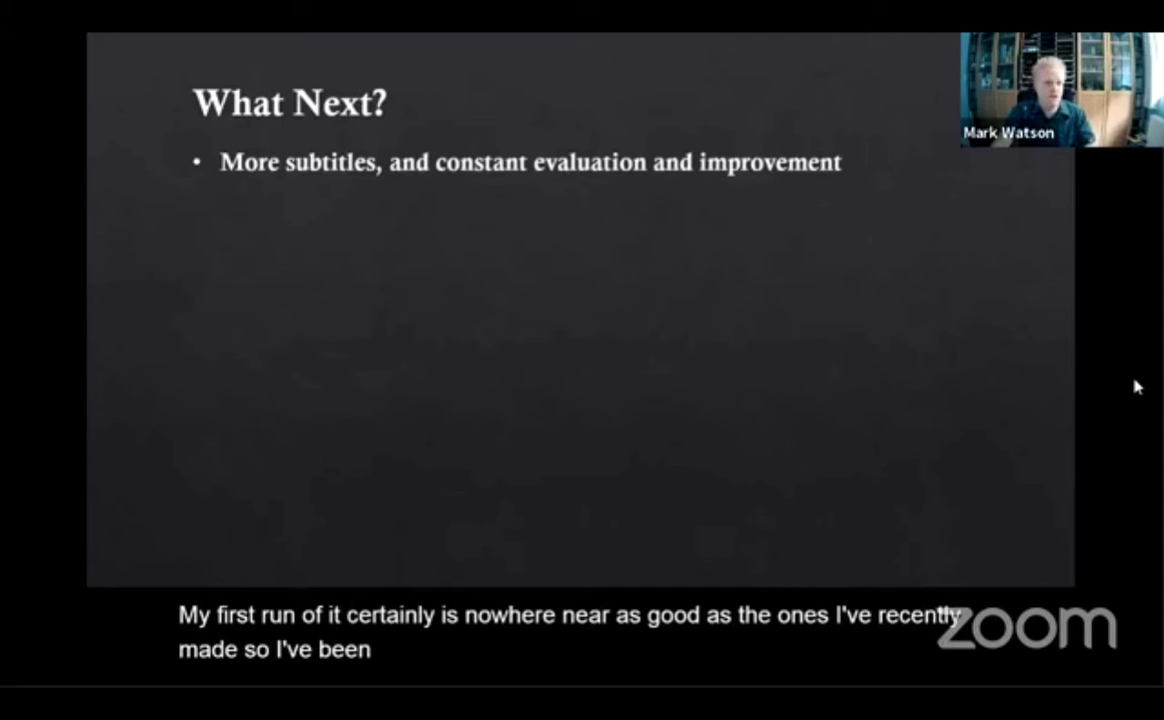 What Next?
• More subtitles, and constant evaluation and improvement
Mark Watson
My first run of it certainly is nowhere near as good as the ones I've recently
made so I've been
zoom